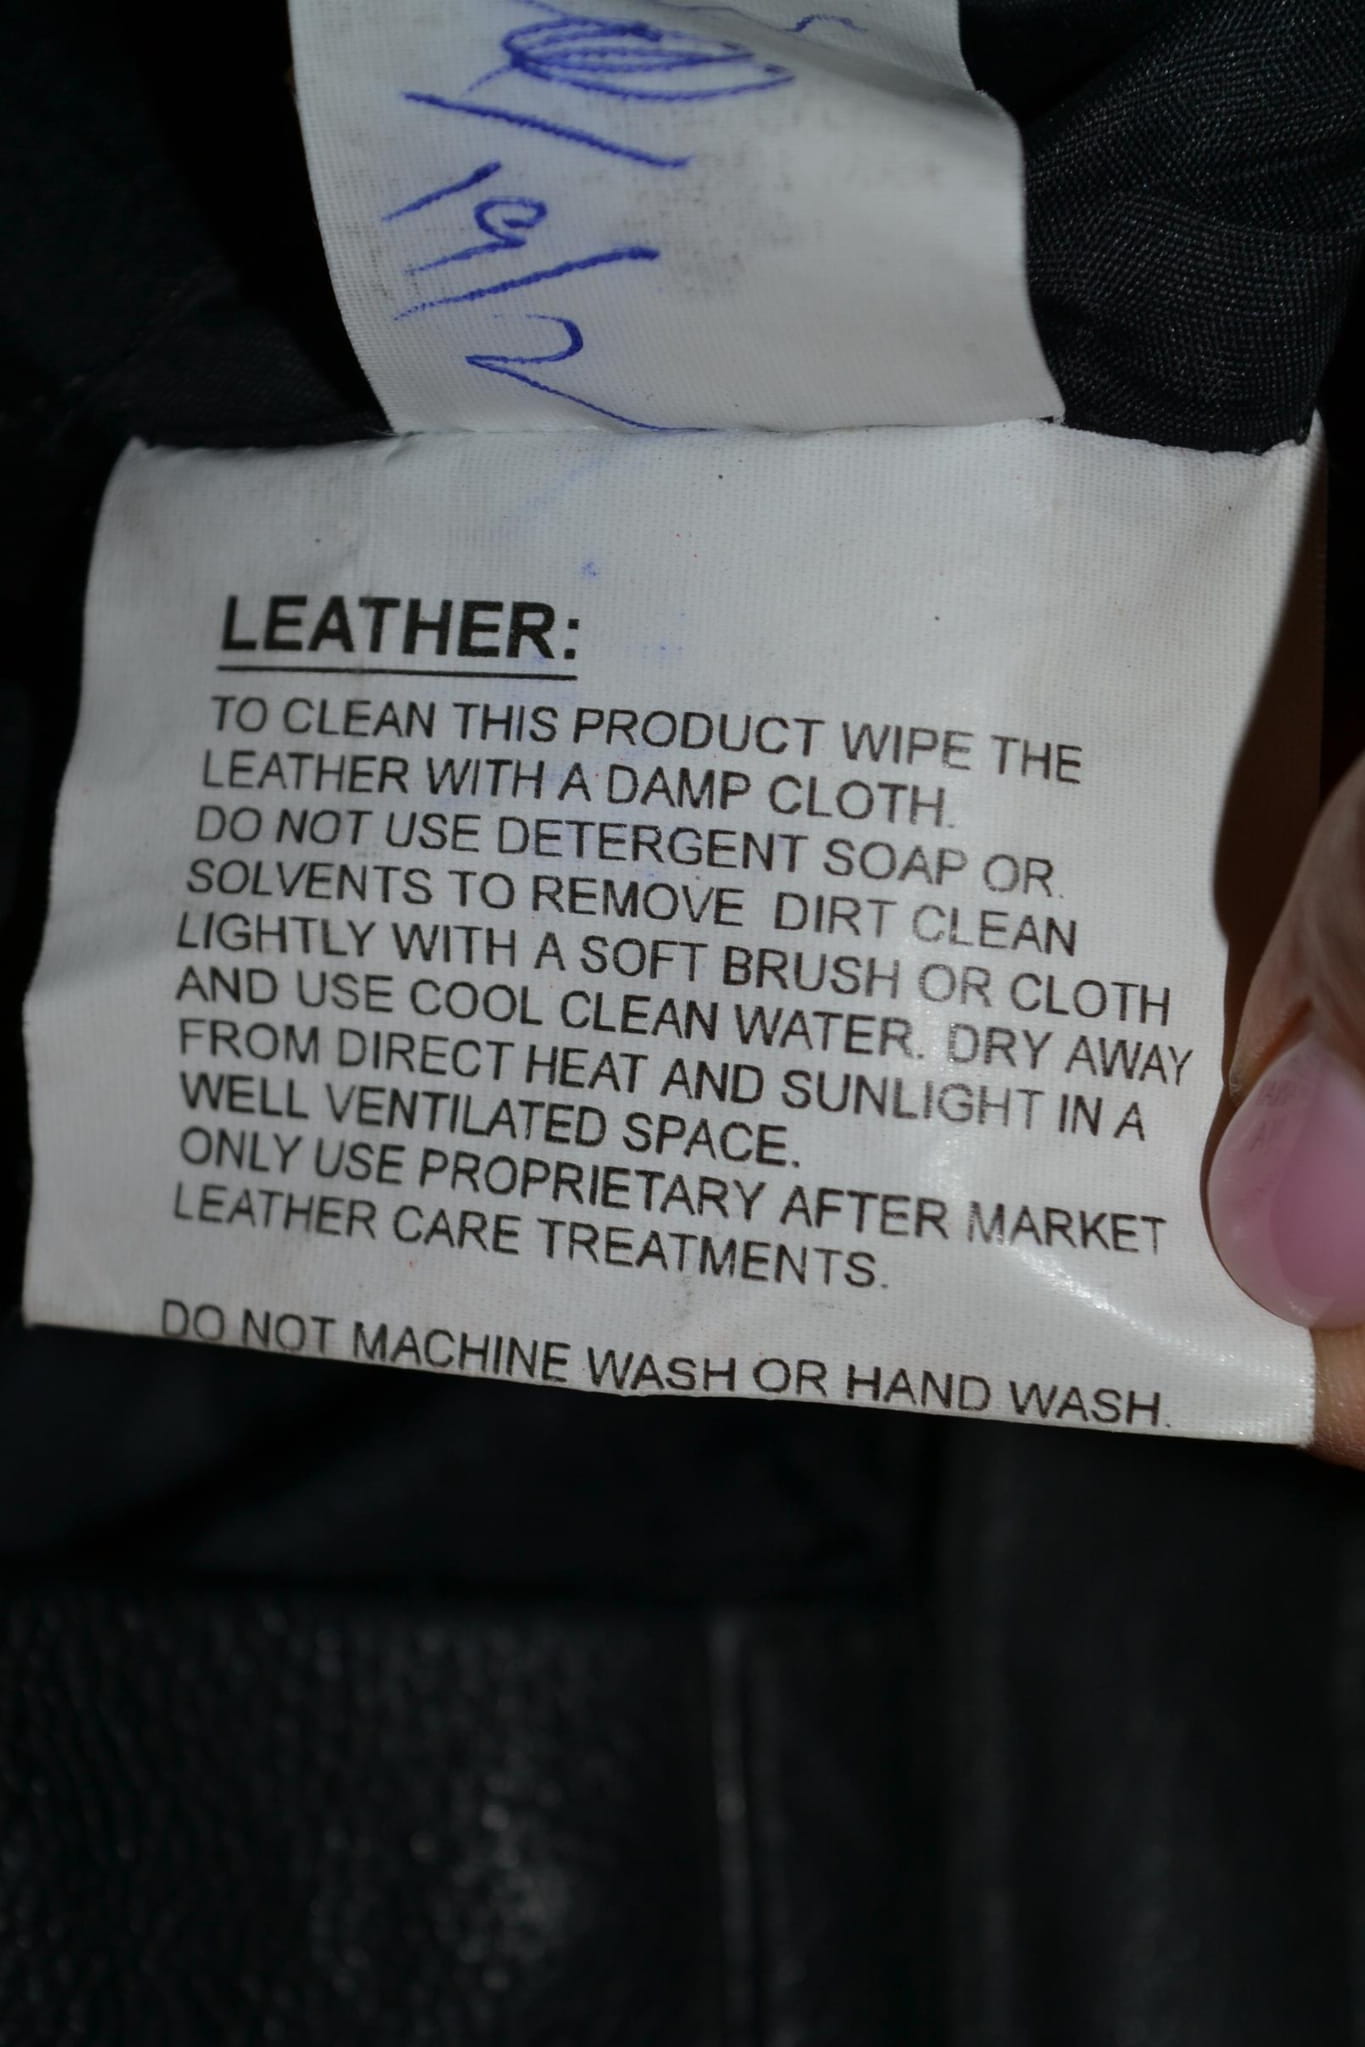 /19/2
LEATHER:
TO CLEAN THIS PRODUCT WIPE THE
LEATHER WITH A DAMP CLOTH.
DO NOT USE DETERGENT SOAP OR
SOLVENTS TO REMOVE DIRT CLEAN
LIGHTLY WITH A SOFT BRUSH OR CLOTH
AND USE COOL CLEAN WATER. DRY AWAY
FROM DIRECT HEAT AND SUNLIGHT IN A
WELL VENTILATED SPACE.
ONLY USE PROPRIETARY AFTER MARKET
LEATHER CARE TREATMENTS.
DO NOT MACHINE WASH OR HAND WASH.